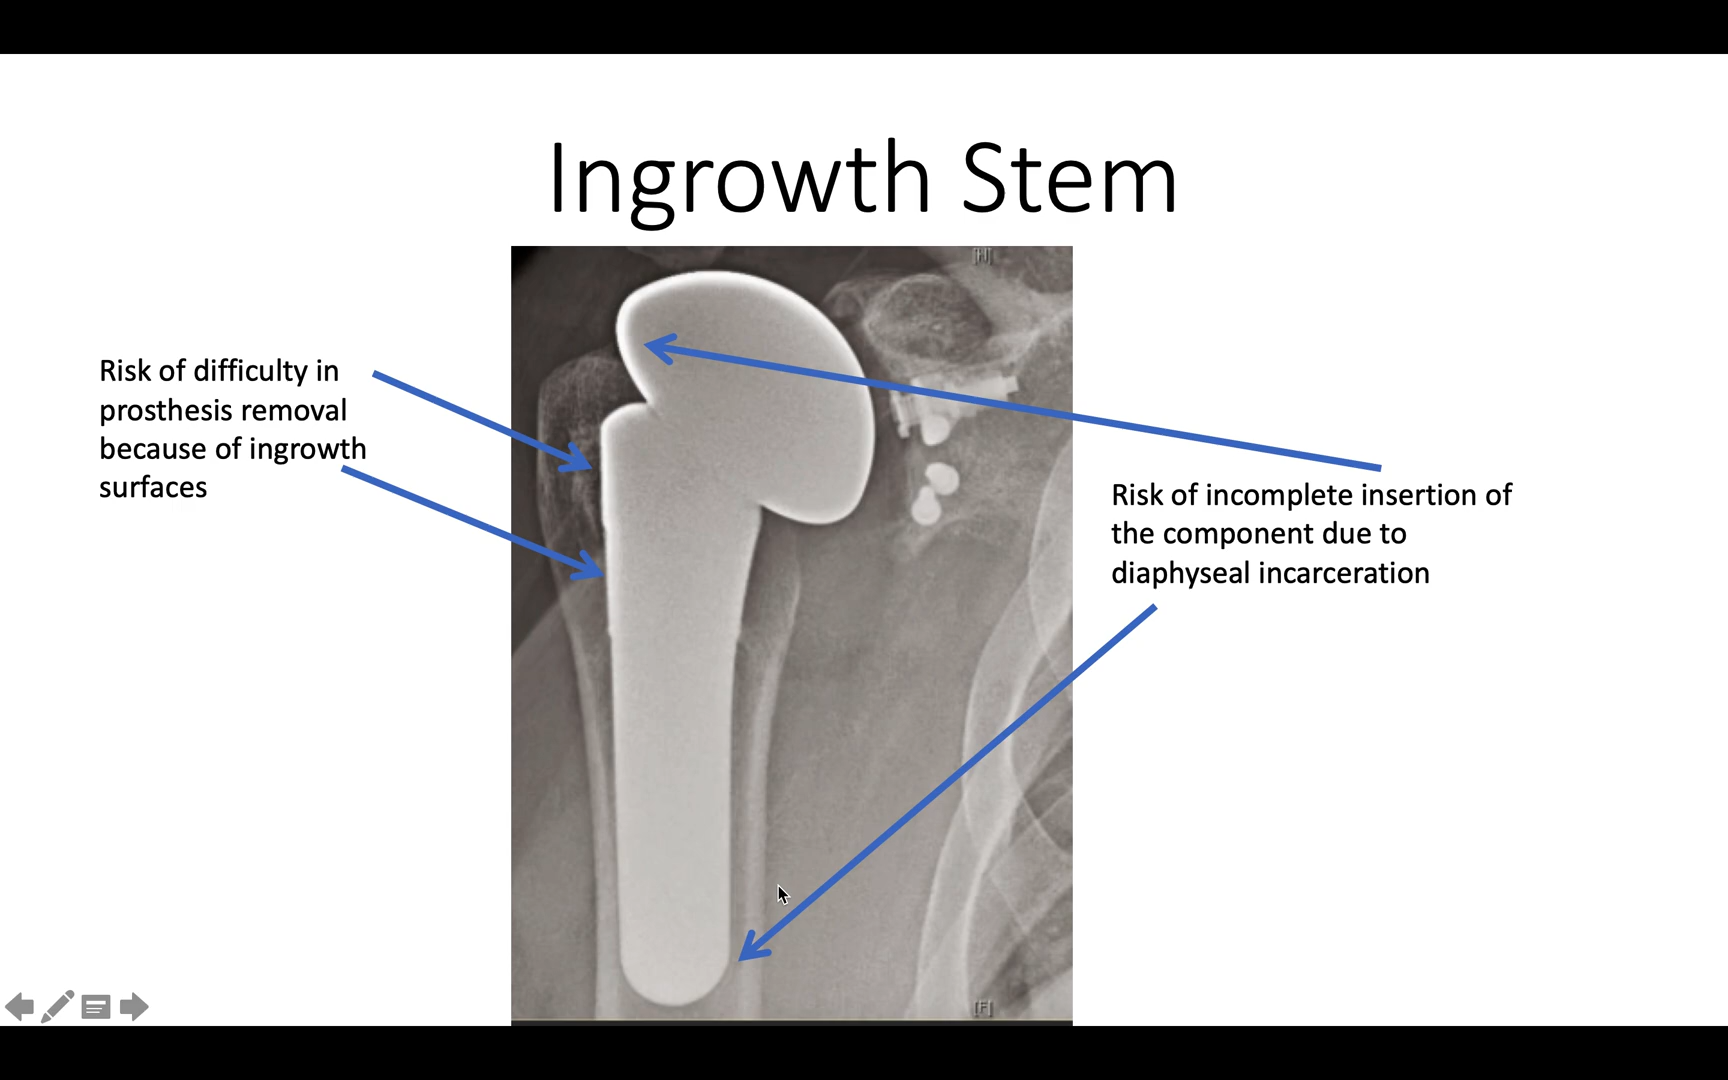 Ingrowth Stem
[H]
Risk of difficulty in
prosthesis removal
because of ingrowth
surfaces
Risk of incomplete insertion of
the component due to
diaphyseal incarceration
[F]